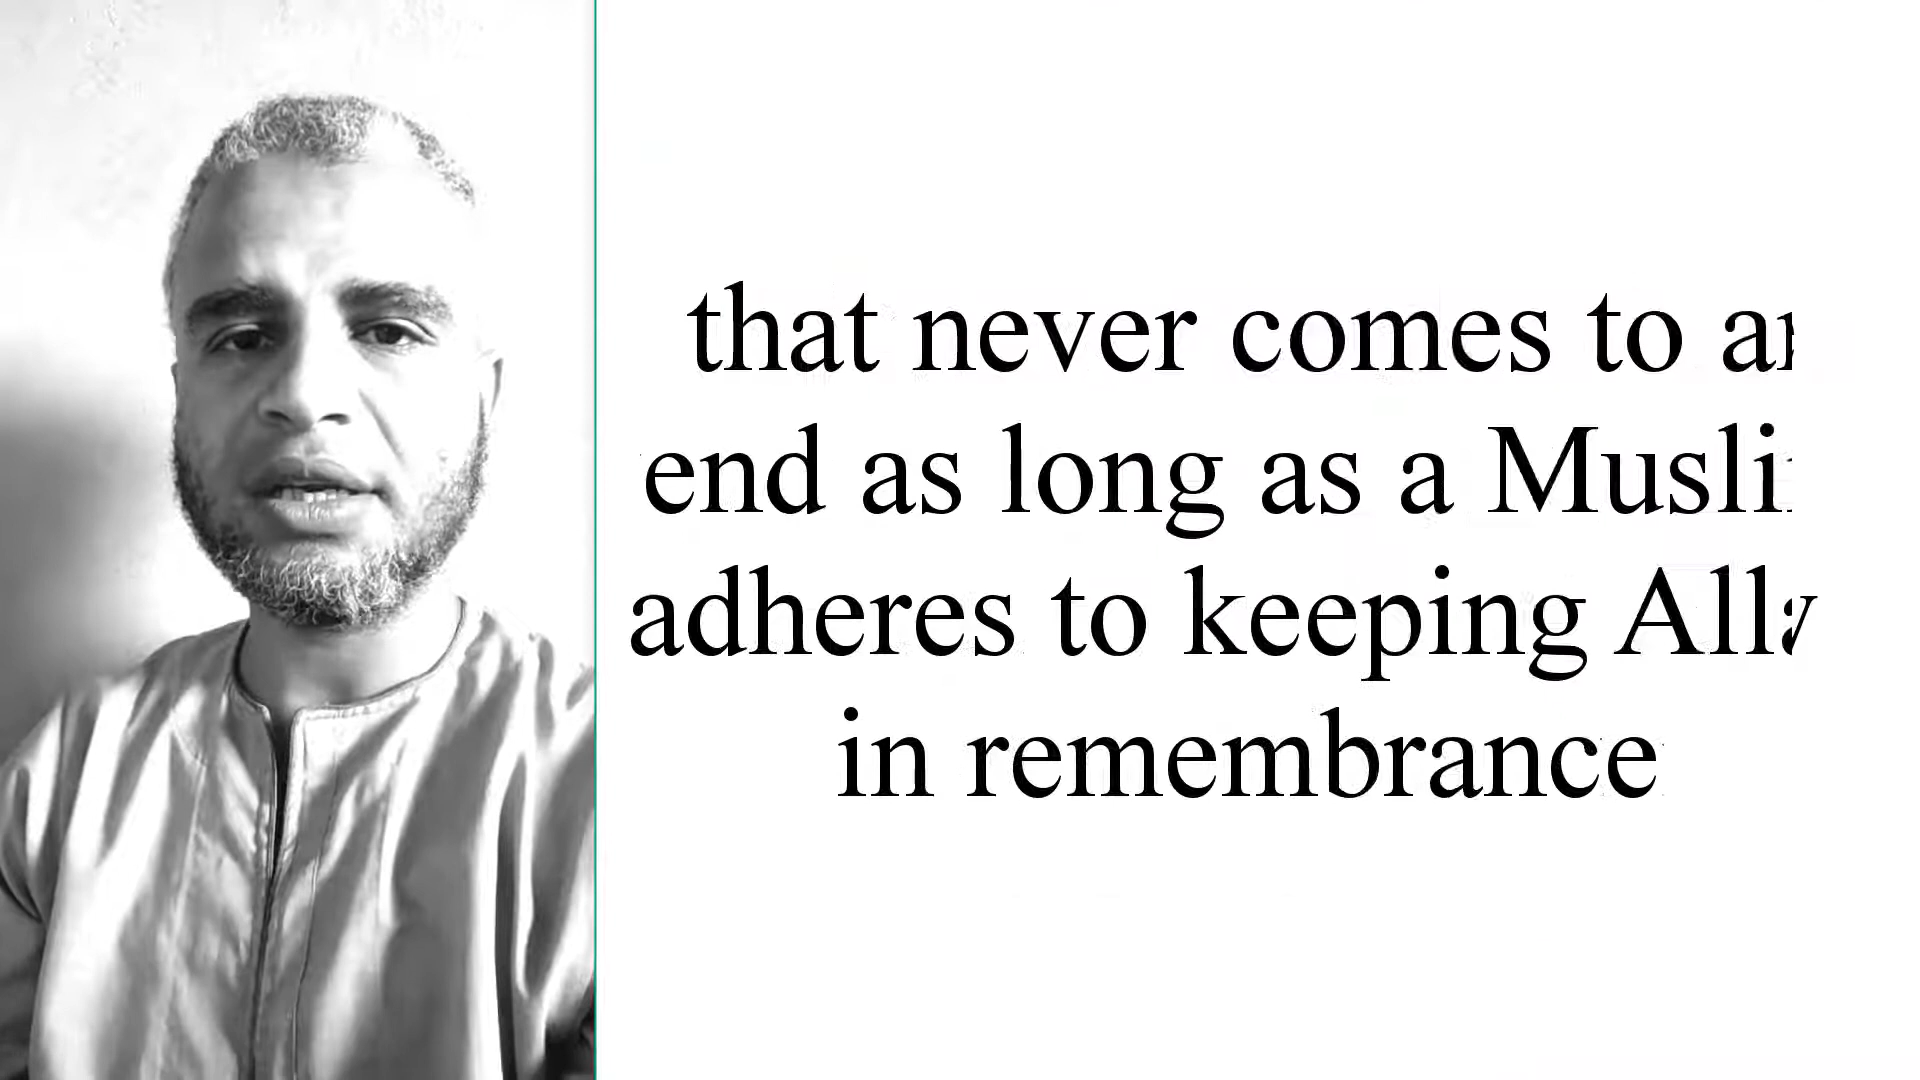 that never comes to
end as long as a
adheres to keeping
in remembrance